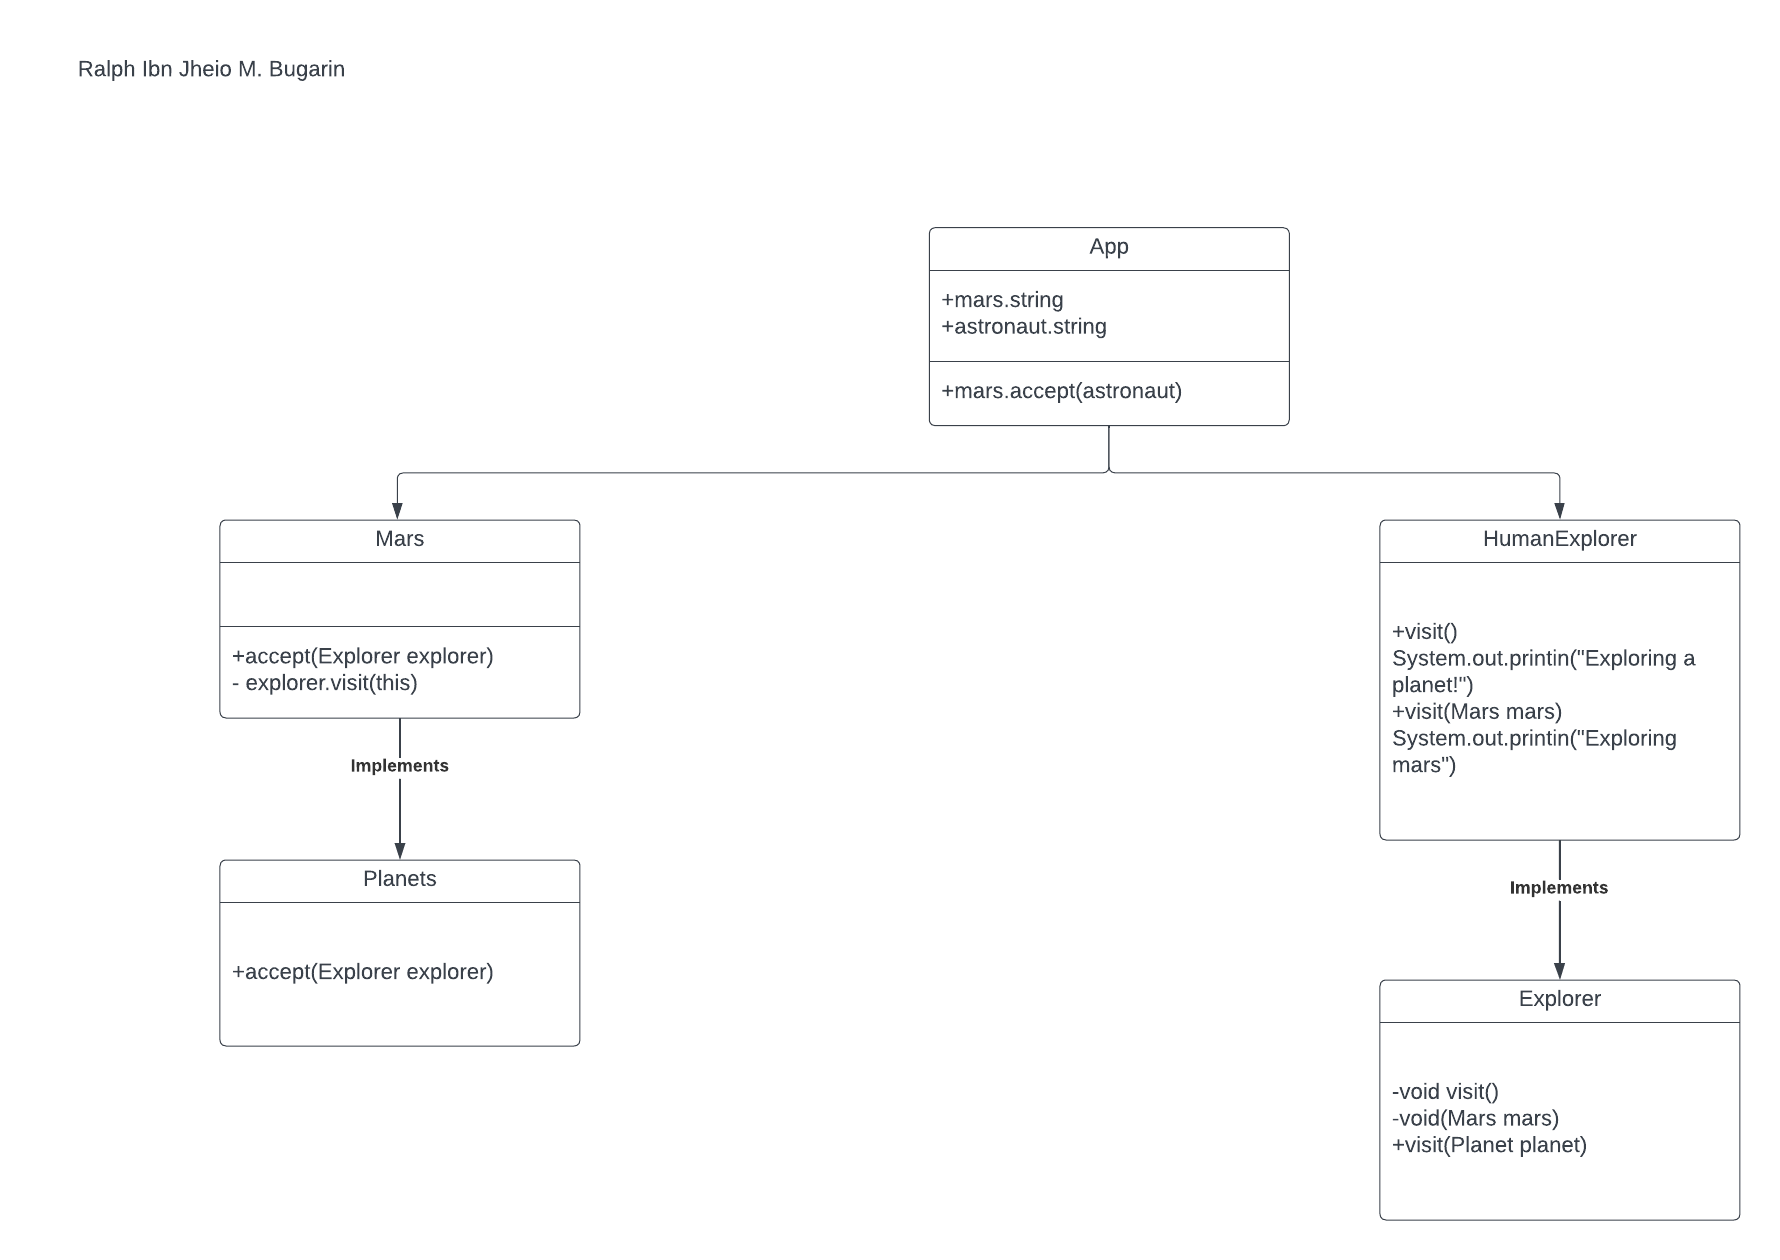 Ralph Ibn Jheio M. Bugarin
App
+mars.string
+astronaut.string
+mars.accept(astronaut)
Mars
+accept(Explorer explorer)
- explorer.visit(this)
Implements
Planets
+accept(Explorer explorer)
HumanExplorer
+visit()
System.out.printin("Exploring a
planet!")
+visit(Mars mars)
System.out.printin("Exploring
mars")
Implements
Explorer
-void visit()
-void(Mars mars)
+visit(Planet planet)